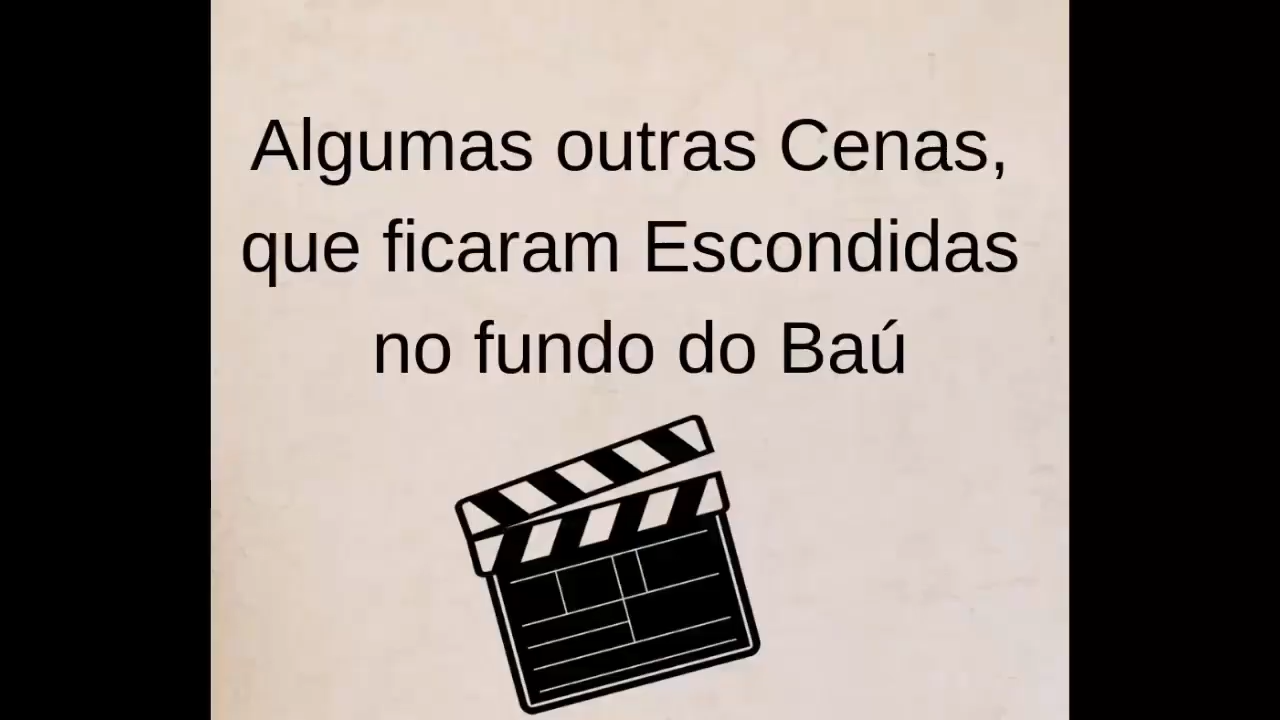 Algumas outras Cenas,
que ficaram Escondidas
no fundo do Baú